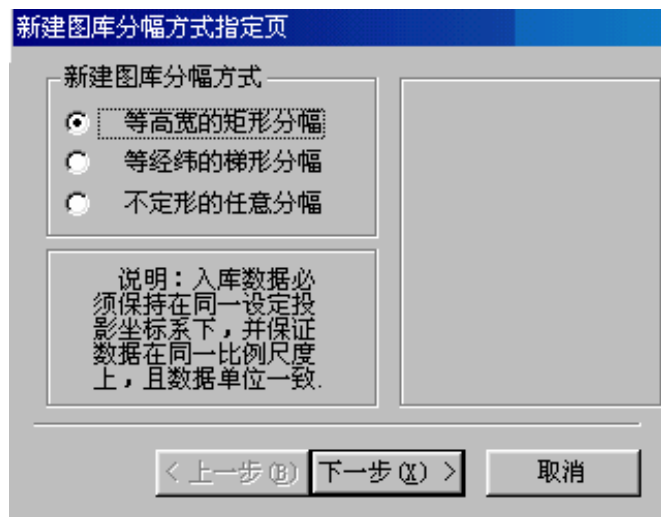 新建图库分幅方式指定页
新建图库分幅方式
等高宽的矩形分幅
等经纬的梯形分幅
不定形的任意分幅
说明：入库数据必
须保持在同一设定投
影坐标系下，并保证
数据在同一比例尺度
上，且数据单位一致.
< 上一步(B) 下一步(X) > 取消